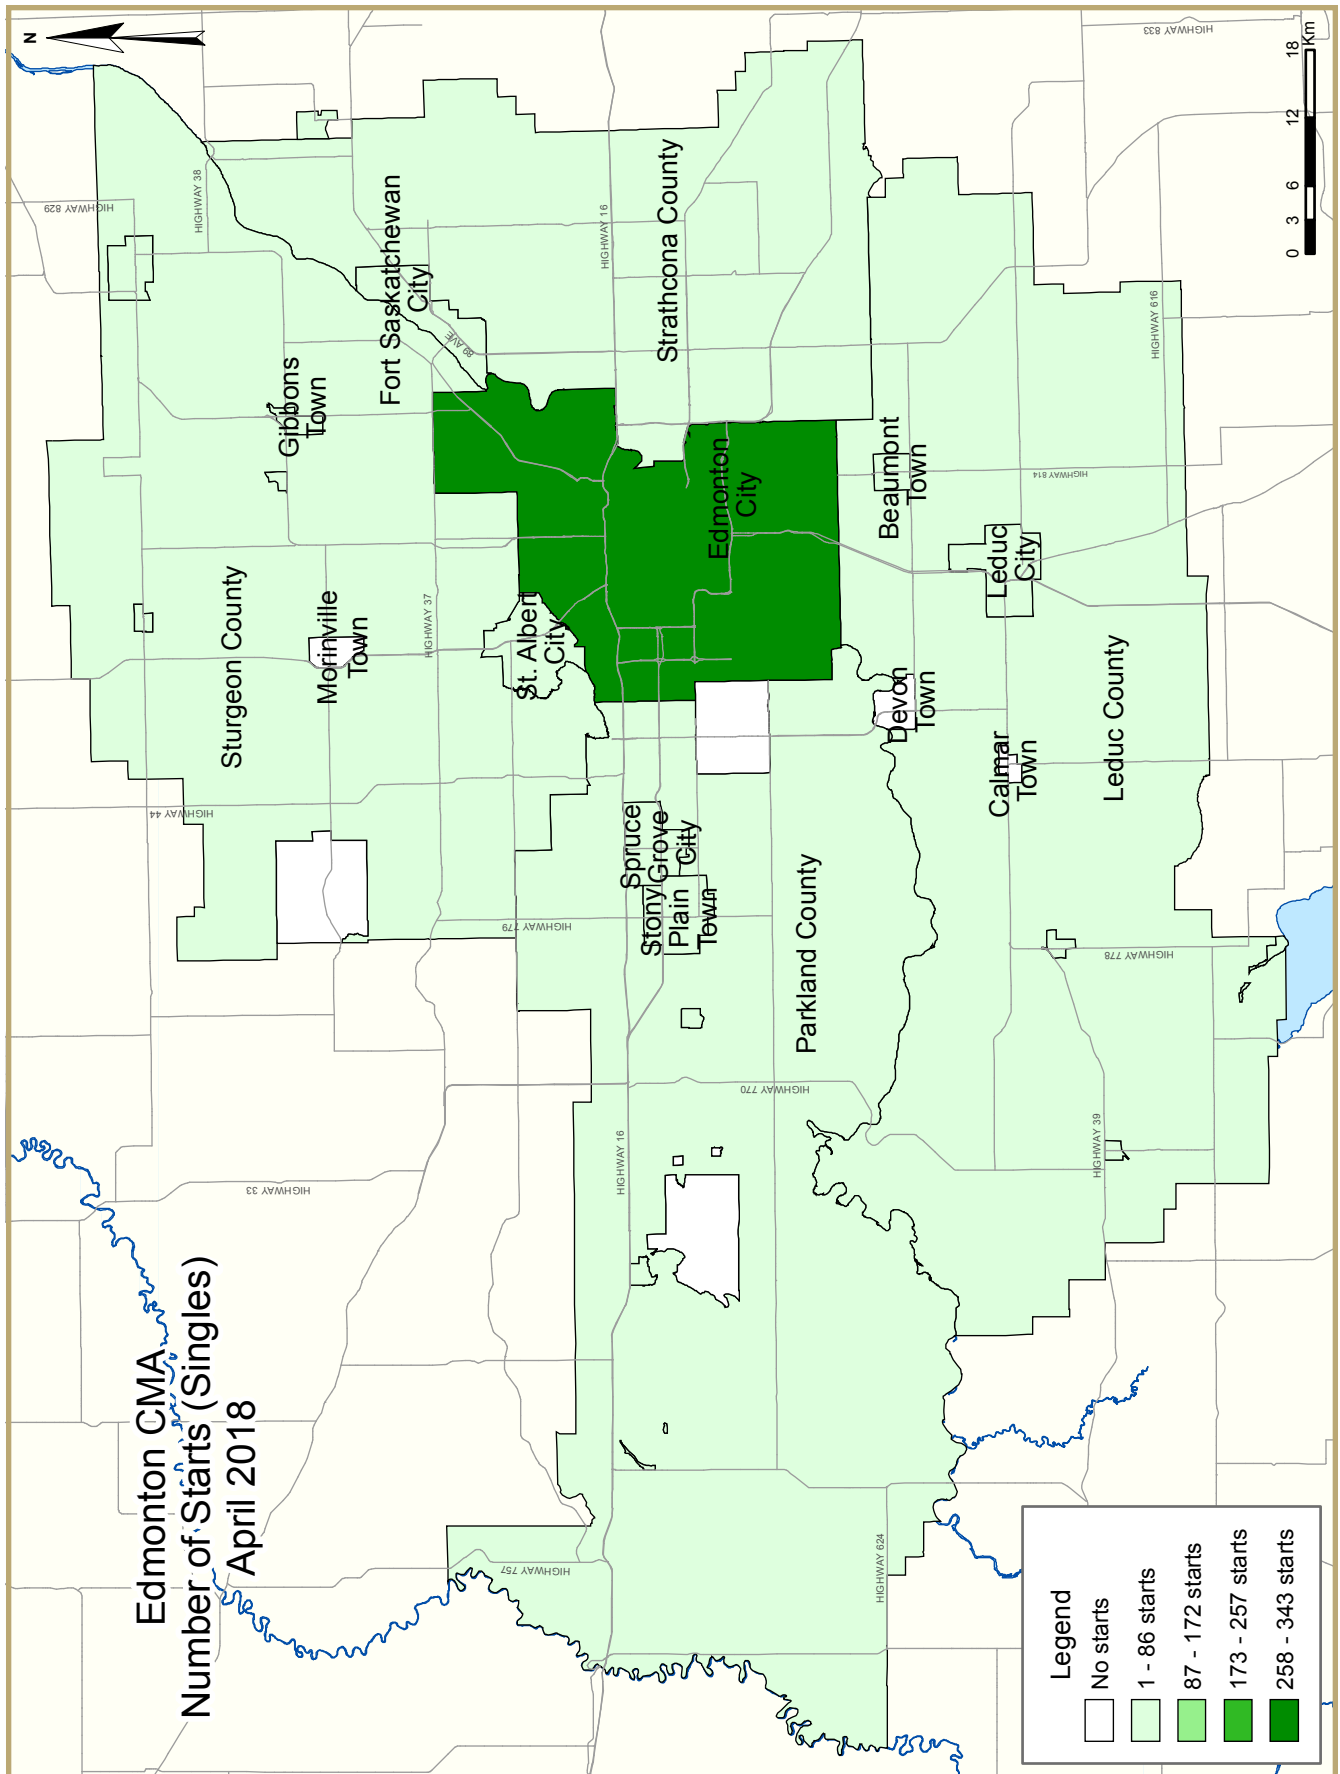 Edmonton CMA
Number of Starts (Singles)
April 2018
N
HIGHWAY 829
HIGHWAY 38
HIGHWAY 833
Gibbons
Town
Fort Saskatchewan
City
89 AVE
HIGHWAY 16
Strathcona County
Sturgeon County
Morinville
Town
HIGHWAY 37
HIGHWAY 44
St. Albert
City
Edmonton
City
Beaumont
Town
HIGHWAY 814
HIGHWAY 616
Leduc
City
Leduc County
Devon
Town
Calmar
Town
Spruce
Grove
City
Stony
Plain
Town
HIGHWAY 779
Parkland County
HIGHWAY 778
HIGHWAY 770
HIGHWAY 16
HIGHWAY 39
HIGHWAY 33
HIGHWAY 757
HIGHWAY 624
0 3 6 12 18
Km
Legend
No starts
1 - 86 starts
87 - 172 starts
173 - 257 starts
258 - 343 starts